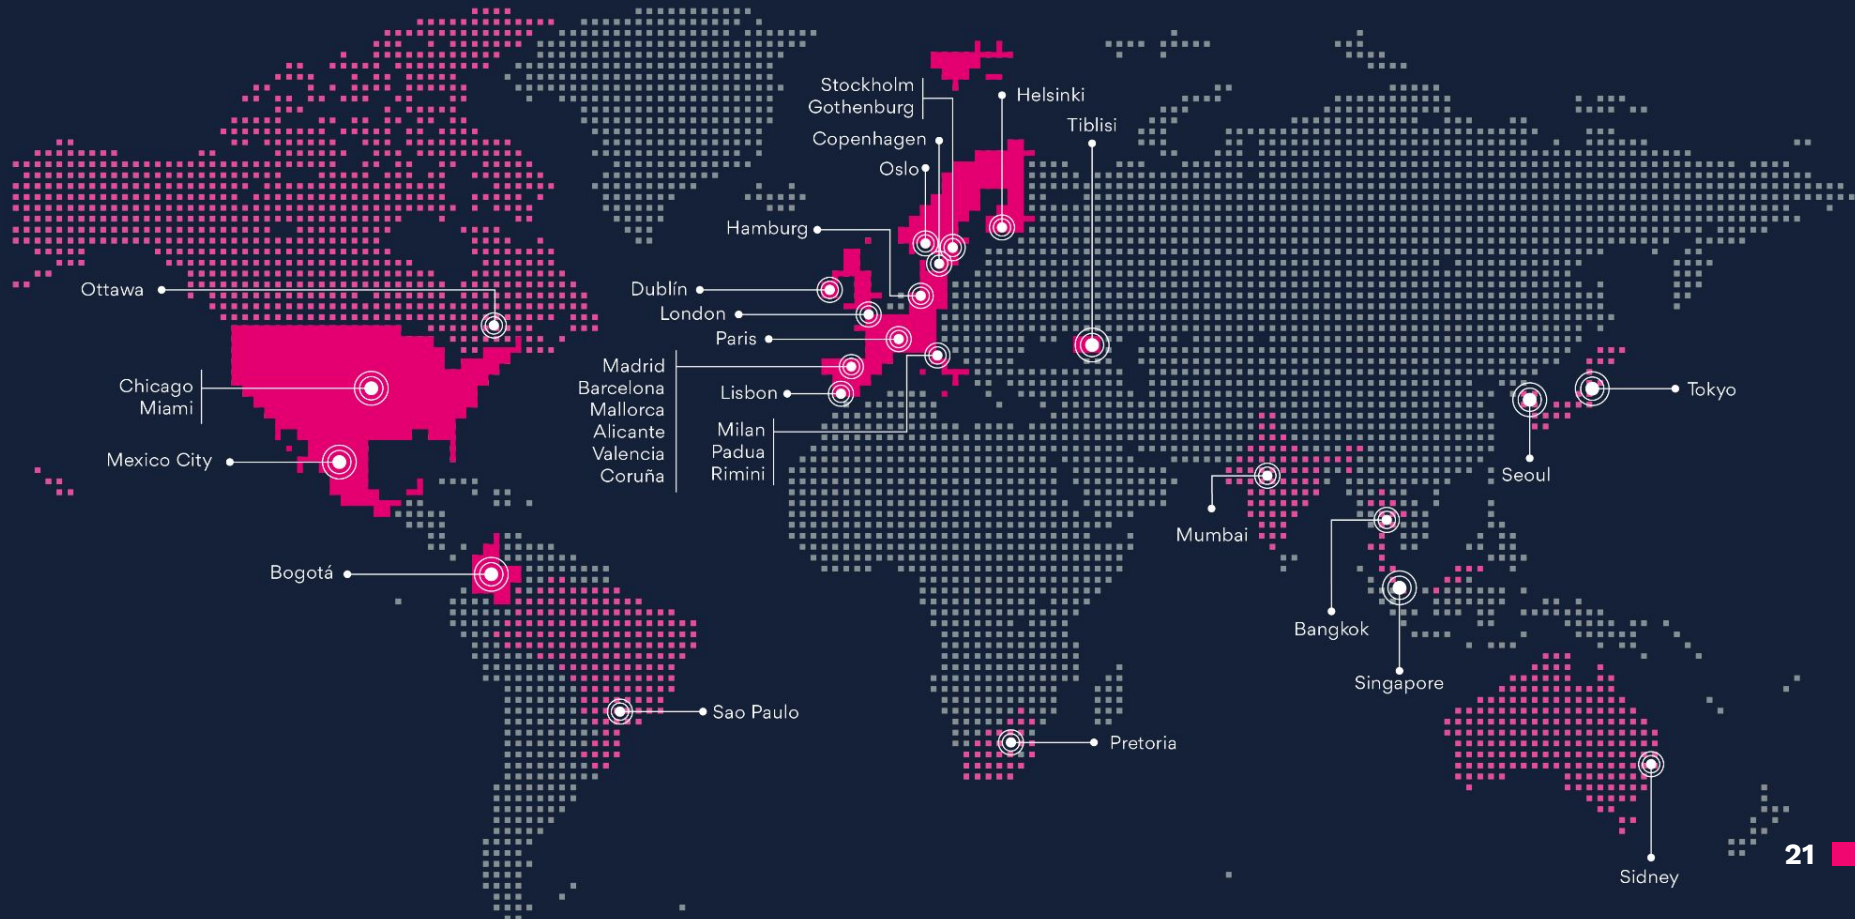 Stockholm
Gothenburg
Helsinki
Tiblisi
Copenhagen
Oslo
Hamburg
Ottawa
Dublín
London
Paris
Madrid
Barcelona
Mallorca
Alicante
Valencia
Coruña
Lisbon
Milan
Padua
Rimini
Chicago
Miami
Mexico City
Tokyo
Seoul
Mumbai
Bogotá
Bangkok
Singapore
Sao Paulo
Pretoria
21
Sidney